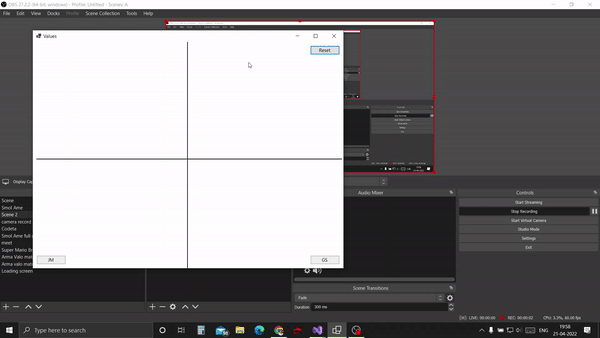 OBS 27.2.2 (64-bit, windows) - Profile: Untitled - Scenes: A
File Edit View Docks Profile Scene Collection Tools Help
Values
Reset
JM
GS
Display Cap
Scene
Smol Ame
Scene 2
camera record
Codela
Smol Ame full
meet
Super Mario Br
Arma Valo mat
Arma valo mer
Loading screen
Audio Mixer
Scene Transitions
Fade
Duration 300 ms
Controls
Start Streaming
Stop Recording
Start Virtual Camera
Studio Mode
Settings
Exit
LIVE: 00:00:00 REC: 00:00:02 CPU: 3.3%, 60.00 fps
Type here to search
ENG
19:58
21-04-2022